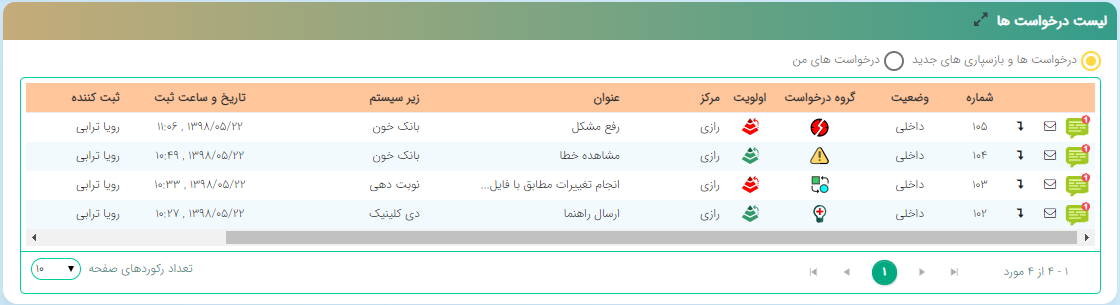 لیست درخواست ها
درخواست ها و بازسپاری های جدید درخواست های من
شماره وضعیت گروه درخواست اولویت مرکز عنوان زیر سیستم تاریخ و ساعت ثبت ثبت کننده
1 ۱۰۵ داخلی رازی رفع مشکل بانک خون ۱۳۹۸/۰۵/۲۲ , ۱۱:۰۶ رویا ترابی
1 ۱۰۴ داخلی رازی مشاهده خطا بانک خون ۱۳۹۸/۰۵/۲۲ , ۱۰:۴۹ رویا ترابی
1 ۱۰۳ داخلی رازی انجام تغییرات مطابق با فایل... نوبت دهی ۱۳۹۸/۰۵/۲۲ , ۱۰:۳۳ رویا ترابی
1 ۱۰۲ داخلی رازی ارسال راهنما دی کلینیک ۱۳۹۸/۰۵/۲۲ , ۱۰:۲۷ رویا ترابی
۱ - ۴ از ۴ مورد ۱ تعداد رکوردهای صفحه ۱۰